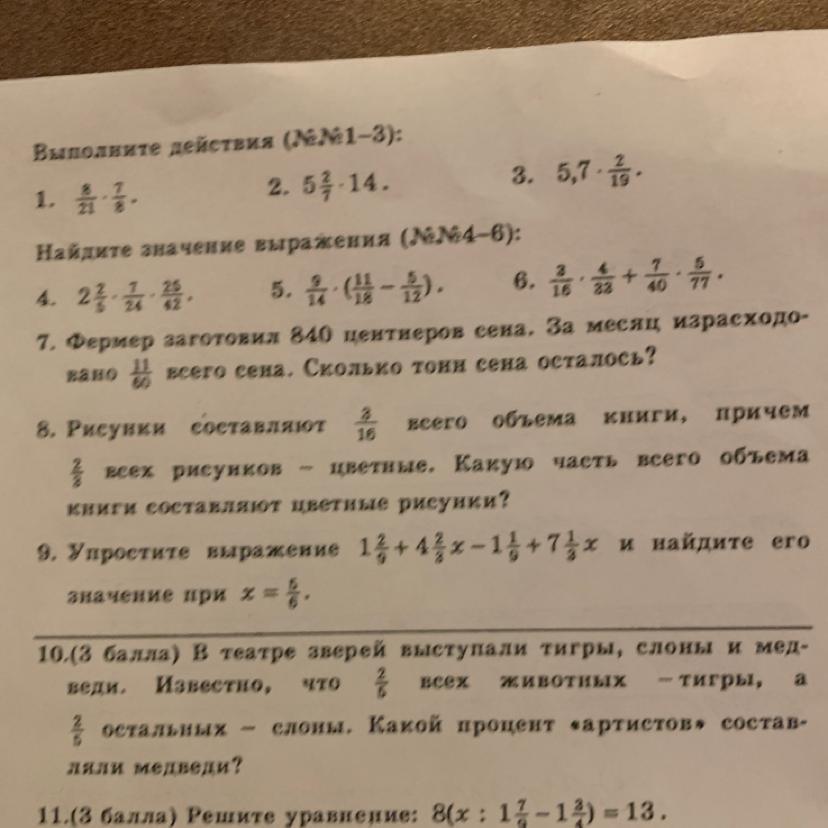 Выполните действия (№№1–3):
1. 8/21 · 7/8. 2. 5 2/7 · 14. 3. 5,7 · 2/19.
Найдите значение выражения (№№4–6):
4. 2 2/5 · 7/24 · 25/42. 5. 9/14 · (11/18 − 5/12). 6. 3/16 · 4/33 + 7/40 · 5/77.
7. Фермер заготовил 840 центнеров сена. За месяц израсходо-
вано 11/60 всего сена. Сколько тонн сена осталось?
8. Рисунки составляют 3/16 всего объема книги, причем
2/3 всех рисунков – цветные. Какую часть всего объема
книги составляют цветные рисунки?
9. Упростите выражение 1 2/9 + 4 2/3 x − 1 1/9 + 7 1/3 x и найдите его
значение при x = 5/6.
10.(3 балла) В театре зверей выступали тигры, слоны и мед-
веди. Известно, что 2/5 всех животных – тигры, а
2/5 остальных – слоны. Какой процент «артистов» состав-
ляли медведи?
11.(3 балла) Решите уравнение: 8(x : 1 7/9 − 1 3/4) = 13.